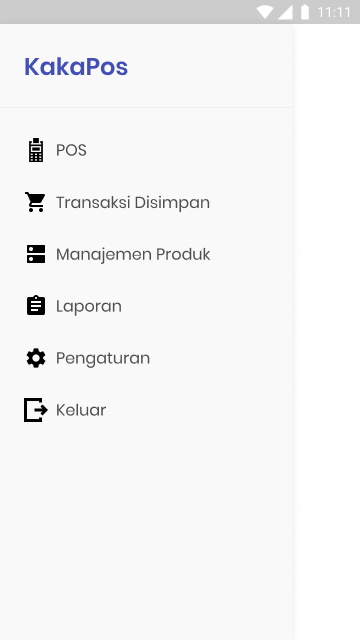 11:11
KakaPos
POS
Transaksi Disimpan
Manajemen Produk
Laporan
Pengaturan
Keluar